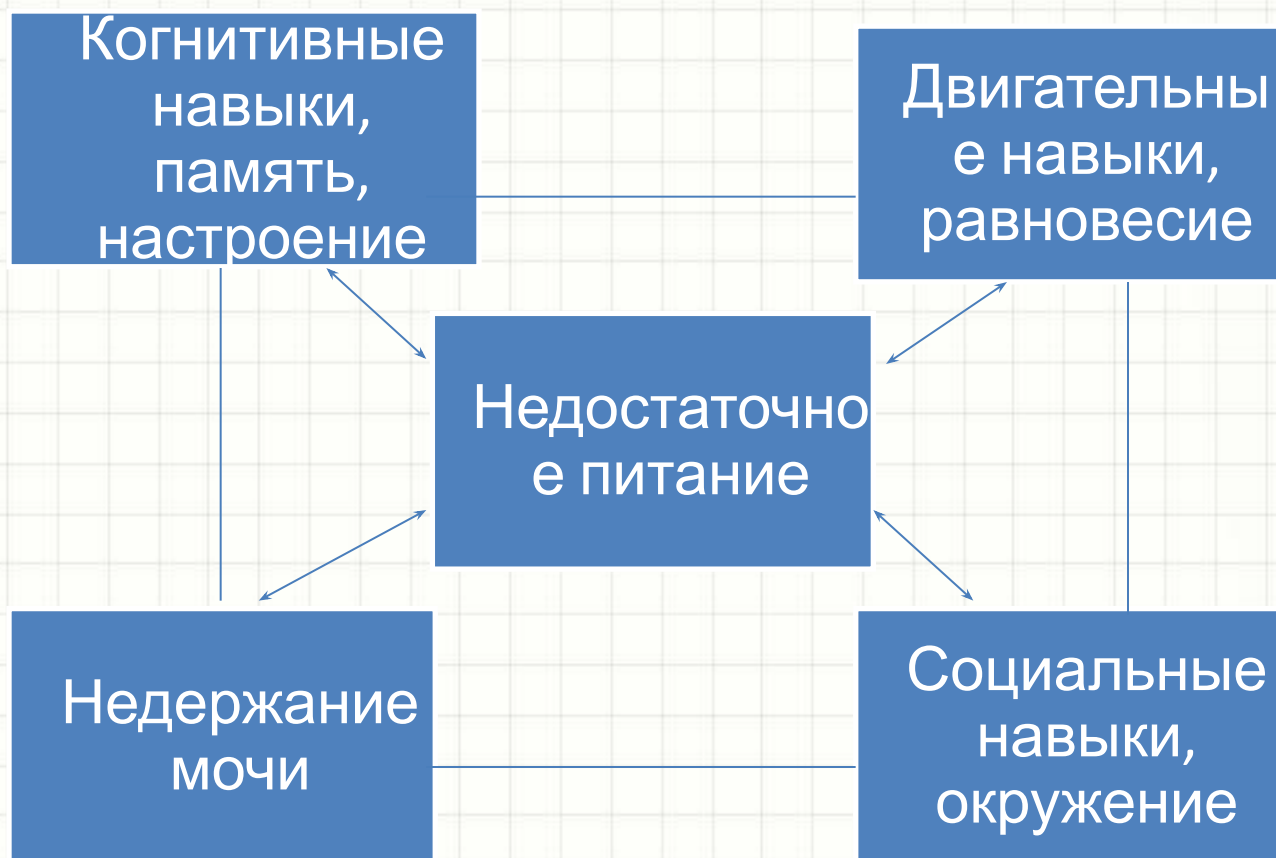 Когнитивные
навыки,
память,
настроение
Двигательны
е навыки,
равновесие
Недостаточно
е питание
Недержание
мочи
Социальные
навыки,
окружение